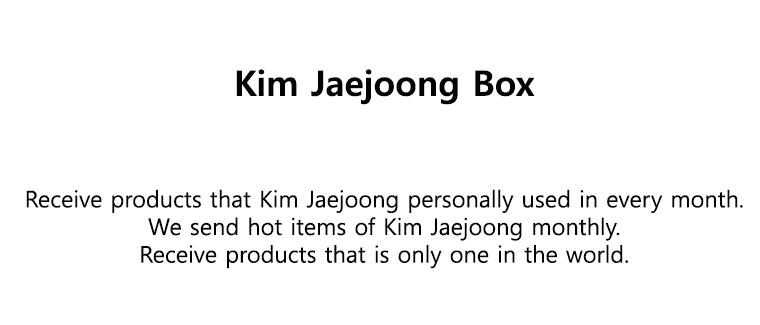 Kim Jaejoong Box
Receive products that Kim Jaejoong personally used in every month.
We send hot items of Kim Jaejoong monthly.
Receive products that is only one in the world.